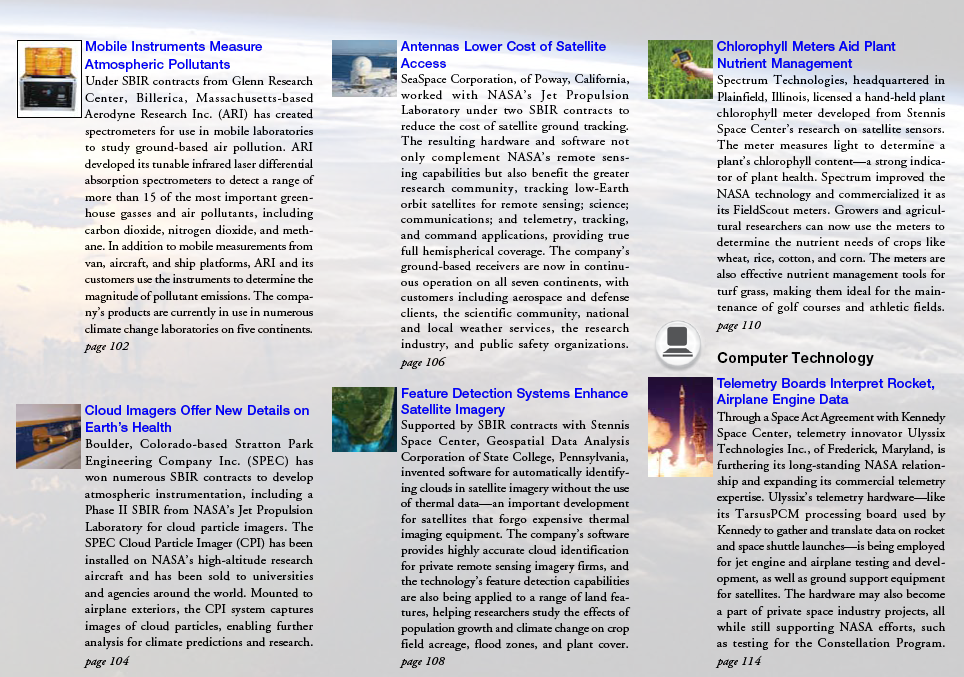 Mobile Instruments Measure
Atmospheric Pollutants
Under SBIR contracts from Glenn Research
Center, Billerica, Massachusetts-based
Aerodyne Research Inc. (ARI) has created
spectrometers for use in mobile laboratories
to study ground-based air pollution. ARI
developed its tunable infrared laser differential
absorption spectrometers to detect a range of
more than 15 of the most important green-
house gasses and air pollutants, including
carbon dioxide, nitrogen dioxide, and meth-
ane. In addition to mobile measurements from
van, aircraft, and ship platforms, ARI and its
customers use the instruments to determine the
magnitude of pollutant emissions. The compa-
ny's products are currently in use in numerous
climate change laboratories on five continents.
page 102
Cloud Imagers Offer New Details on
Earth's Health
Boulder, Colorado-based Stratton Park
Engineering Company Inc. (SPEC) has
won numerous SBIR contracts to develop
atmospheric instrumentation, including a
Phase II SBIR from NASA's Jet Propulsion
Laboratory for cloud particle imagers. The
SPEC Cloud Particle Imager (CPI) has been
installed on NASA's high-altitude research
aircraft and has been sold to universities
and agencies around the world. Mounted to
airplane exteriors, the CPI system captures
images of cloud particles, enabling further
analysis for climate predictions and research.
page 104
Antennas Lower Cost of Satellite
Access
SeaSpace Corporation, of Poway, California,
worked with NASA's Jet Propulsion
Laboratory under two SBIR contracts to
reduce the cost of satellite ground tracking.
The resulting hardware and software not
only complement NASA's remote sens-
ing capabilities but also benefit the greater
research community, tracking low-Earth
orbit satellites for remote sensing; science;
communications; and telemetry, tracking,
and command applications, providing true
full hemispherical coverage. The company's
ground-based receivers are now in continu-
ous operation on all seven continents, with
customers including aerospace and defense
clients, the scientific community, national
and local weather services, the research
industry, and public safety organizations.
page 106
Feature Detection Systems Enhance
Satellite Imagery
Supported by SBIR contracts with Stennis
Space Center, Geospatial Data Analysis
Corporation of State College, Pennsylvania,
invented software for automatically identify-
ing clouds in satellite imagery without the use
of thermal data—an important development
for satellites that forgo expensive thermal
imaging equipment. The company's software
provides highly accurate cloud identification
for private remote sensing imagery firms, and
the technology's feature detection capabilities
are also being applied to a range of land fea-
tures, helping researchers study the effects of
population growth and climate change on crop
field acreage, flood zones, and plant cover.
page 108
Chlorophyll Meters Aid Plant
Nutrient Management
Spectrum Technologies, headquartered in
Plainfield, Illinois, licensed a hand-held plant
chlorophyll meter developed from Stennis
Space Center's research on satellite sensors.
The meter measures light to determine a
plant's chlorophyll content—a strong indica-
tor of plant health. Spectrum improved the
NASA technology and commercialized it as
its FieldScout meters. Growers and agricul-
tural researchers can now use the meters to
determine the nutrient needs of crops like
wheat, rice, cotton, and corn. The meters are
also effective nutrient management tools for
turf grass, making them ideal for the main-
tenance of golf courses and athletic fields.
page 110
Computer Technology
Telemetry Boards Interpret Rocket,
Airplane Engine Data
Through a Space Act Agreement with Kennedy
Space Center, telemetry innovator Ulyssix
Technologies Inc., of Frederick, Maryland, is
furthering its long-standing NASA relation-
ship and expanding its commercial telemetry
expertise. Ulyssix's telemetry hardware—like
its TarsusPCM processing board used by
Kennedy to gather and translate data on rocket
and space shuttle launches—is being employed
for jet engine and airplane testing and devel-
opment, as well as ground support equipment
for satellites. The hardware may also become
a part of private space industry projects, all
while still supporting NASA efforts, such
as testing for the Constellation Program.
page 114